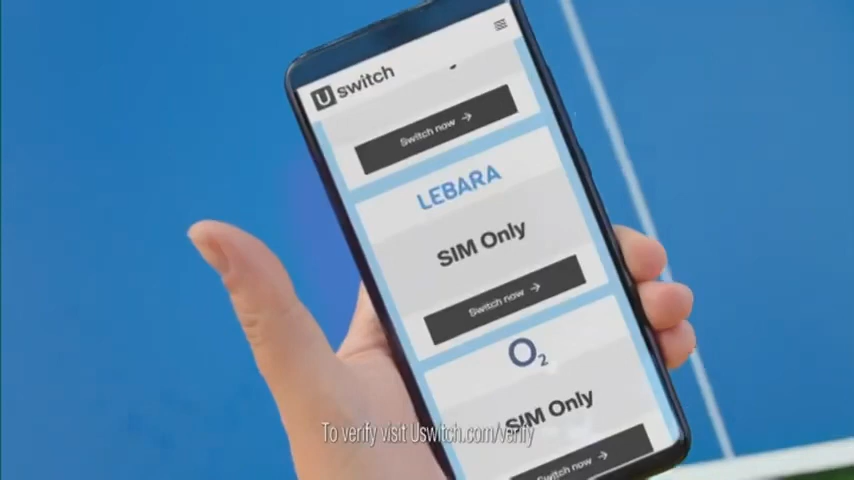 Uswitch
Switch now →
LEBARA
SIM Only
Switch now →
O2
SIM Only
Switch now →
To verify visit Uswitch.com/verify